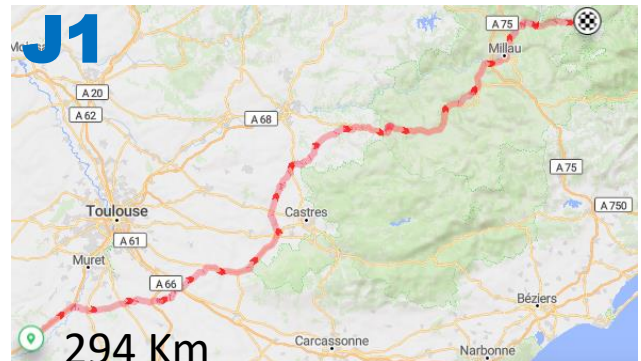 J1
A 75
Millau
A 20
A 62
A 68
A 75
Toulouse
Castres
A 750
A 61
Muret
A 66
Béziers
294 Km
Carcassonne
Narbonne